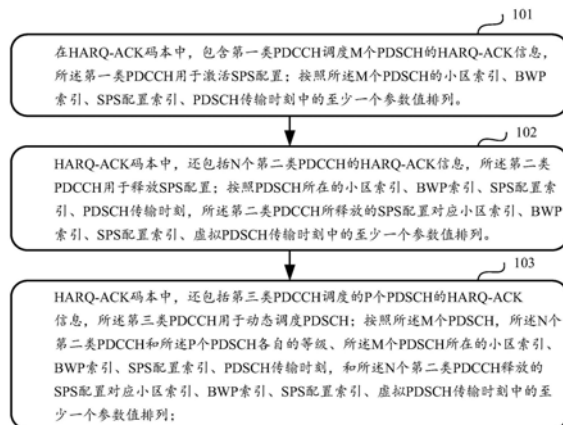 101
在HARQ-ACK码本中，包含第一类PDCCH调度M个PDSCH的HARQ-ACK信息，
所述第一类PDCCH用于激活SPS配置；按照所述M个PDSCH的小区索引、BWP
索引、SPS配置索引、PDSCH传输时刻中的至少一个参数值排列。
102
HARQ-ACK码本中，还包括N个第二类PDCCH的HARQ-ACK信息，所述第二类
PDCCH用于释放SPS配置；按照PDSCH所在的小区索引、BWP索引、SPS配置索
引、PDSCH传输时刻，所述第二类PDCCH所释放的SPS配置对应小区索引、BWP
索引、SPS配置索引、虚拟PDSCH传输时刻中的至少一个参数值排列。
103
HARQ-ACK码本中，还包括第三类PDCCH调度的P个PDSCH的HARQ-ACK
信息，所述第三类PDCCH用于动态调度PDSCH；按照所述M个PDSCH，所述N个
第二类PDCCH和所述P个PDSCH各自的等级、所述M个PDSCH所在的小区索引、
BWP索引、SPS配置索引、PDSCH传输时刻，和所述N个第二类PDCCH释放的
SPS配置对应小区索引、BWP索引、SPS配置索引、虚拟PDSCH传输时刻中的至
少一个参数值排列；